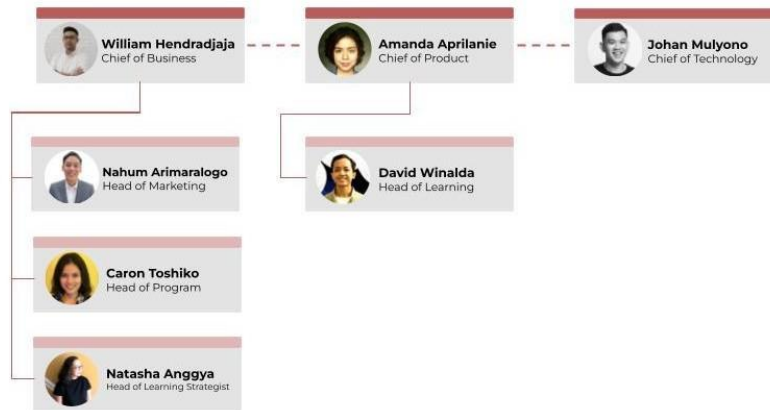 William Hendradjaja
Chief of Business
Amanda Aprilanie
Chief of Product
Johan Mulyono
Chief of Technology
Nahum Arimaralogo
Head of Marketing
David Winalda
Head of Learning
Caron Toshiko
Head of Program
Natasha Anggya
Head of Learning Strategist